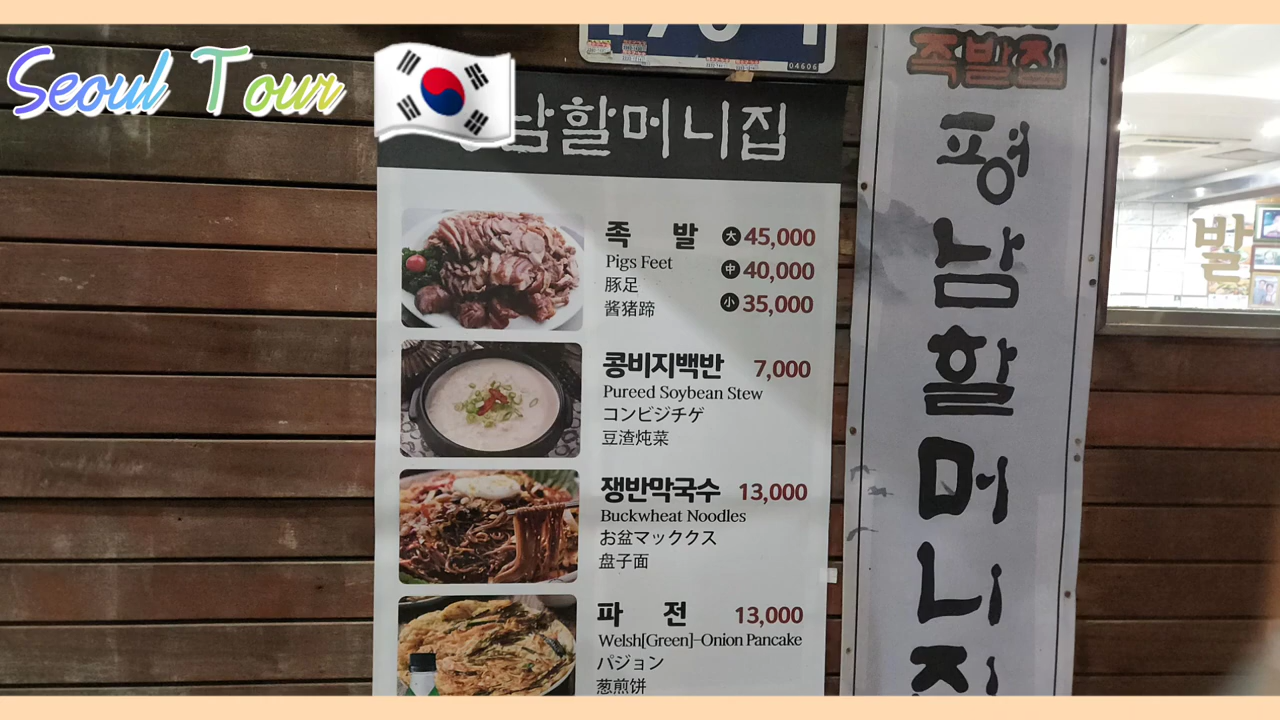 Seoul Tour
04606
남할머니집
족발 大 45,000
Pigs Feet 中 40,000
豚足
酱猪蹄 小 35,000
콩비지백반 7,000
Pureed Soybean Stew
コンビジチゲ
豆渣炖菜
쟁반막국수 13,000
Buckwheat Noodles
お盆マッククス
盘子面
파전 13,000
Welsh[Green]-Onion Pancake
パジョン
葱煎饼
족발집
평남할머니집
발